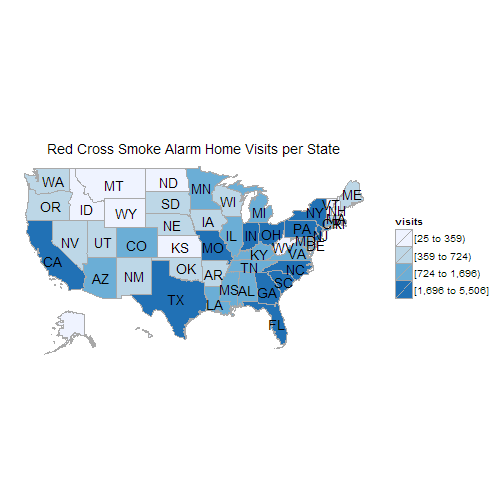 Red Cross Smoke Alarm Home Visits per State
WA
MT
ND
MN
ME
OR
ID
SD
WI
MI
VT
NH
NY
WY
NE
IA
PA
NJ
NV
UT
CO
KS
MO
IL
IN
OH
WV
MD
DE
CA
KY
VA
AZ
NM
OK
AR
TN
NC
SC
TX
LA
MS
AL
GA
FL
visits
[25 to 359)
[359 to 724)
[724 to 1,696)
[1,696 to 5,506]